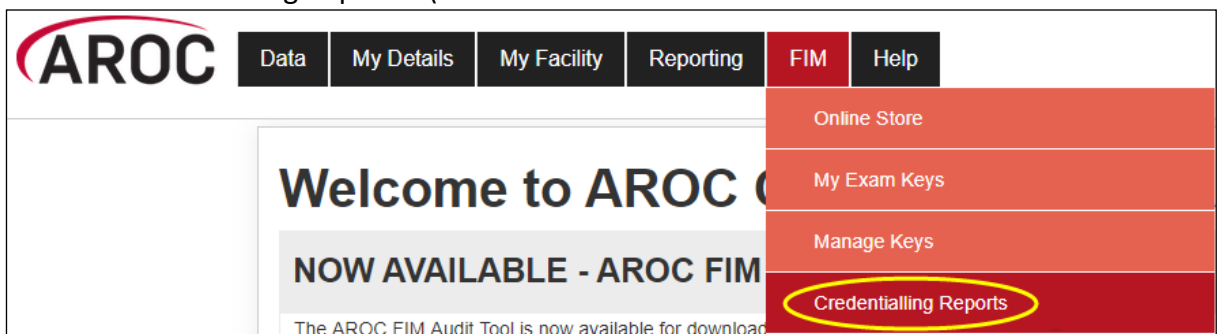 AROC Data My Details My Facility Reporting FIM Help
Online Store
Welcome to AROC
My Exam Keys
Manage Keys
NOW AVAILABLE - AROC FIM
Credentialling Reports
The AROC FIM Audit Tool is now available for download